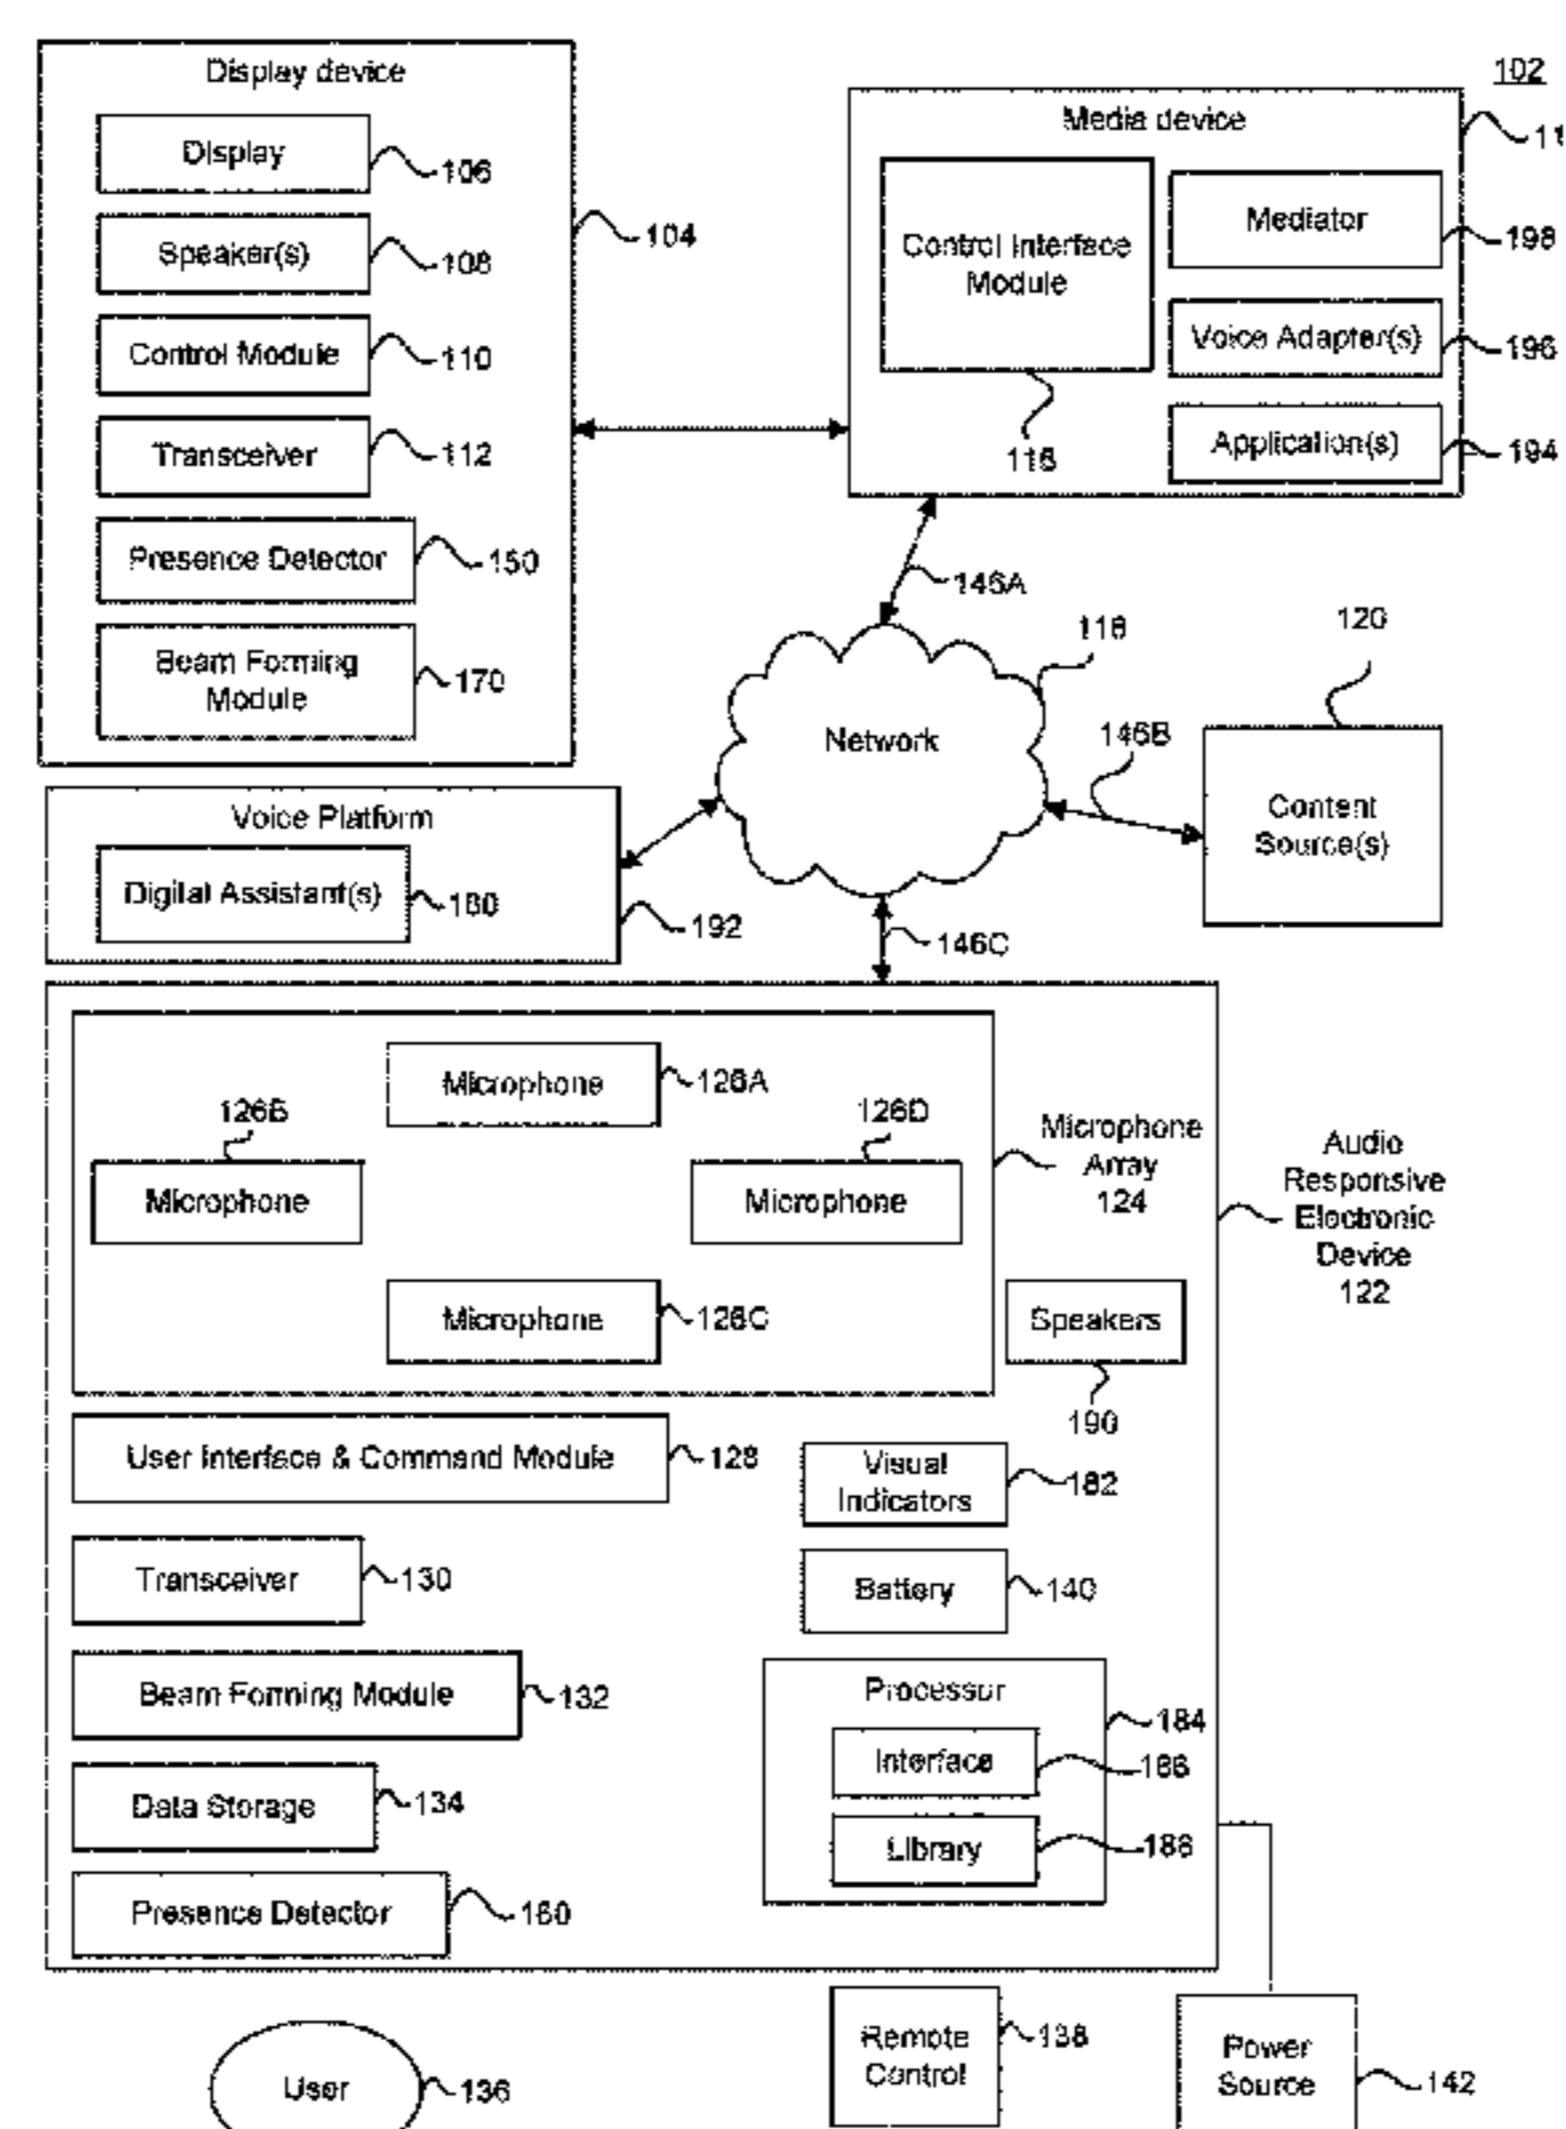 102
Display device
Display
106
Speaker(s)
108
Control Module
110
Transceiver
112
Presence Detector
150
Beam Forming
Module
170
104
Media device
11
Control Interface
Module
Mediator
198
Voice Adapter(s)
196
Application(s)
194
146A
Network
120
146B
Content
Source(s)
Voice Platform
Digital Assistant(s)
180
192
146C
Microphone
126A
126B
Microphone
126D
Microphone
Microphone
126C
Microphone
Array
124
Audio
Responsive
Electronic
Device
122
Speakers
190
User Interface & Command Module
128
Visual
Indicators
182
Transceiver
130
Battery
140
Beam Forming Module
132
Processor
184
Interface
186
Library
188
Data Storage
134
Presence Detector
160
User
136
Remote
Control
138
Power
Source
142